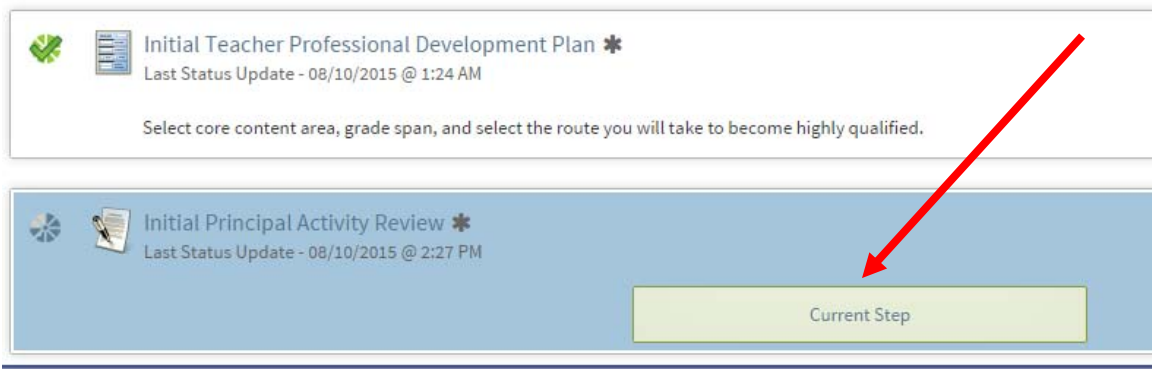 Initial Teacher Professional Development Plan ✱
Last Status Update - 08/10/2015 @ 1:24 AM
Select core content area, grade span, and select the route you will take to become highly qualified.
Initial Principal Activity Review ✱
Last Status Update - 08/10/2015 @ 2:27 PM
Current Step